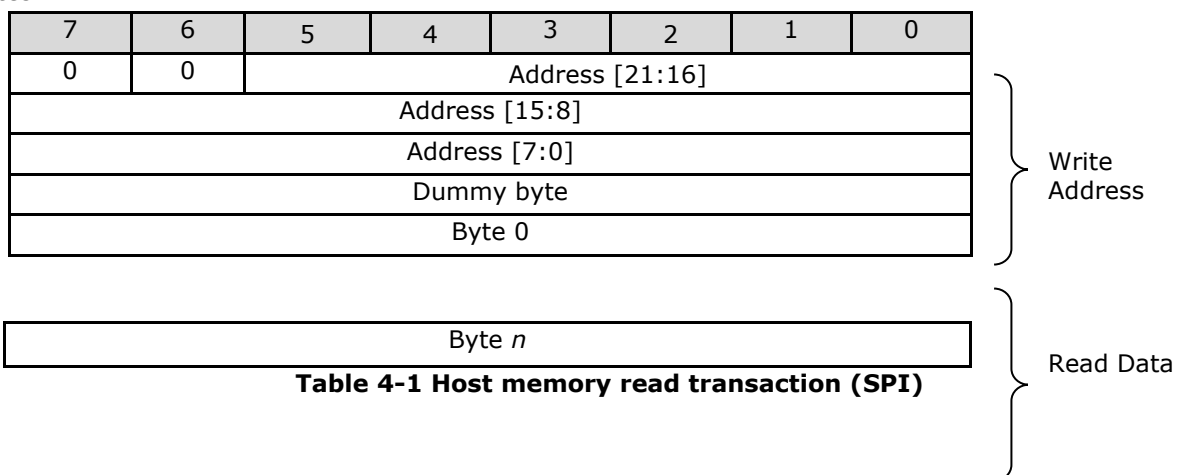 7 6 5 4 3 2 1 0
0 0 Address [21:16]
Address [15:8]
Address [7:0]
Dummy byte
Byte 0
Write
Address
Byte n
Read Data
Table 4-1 Host memory read transaction (SPI)